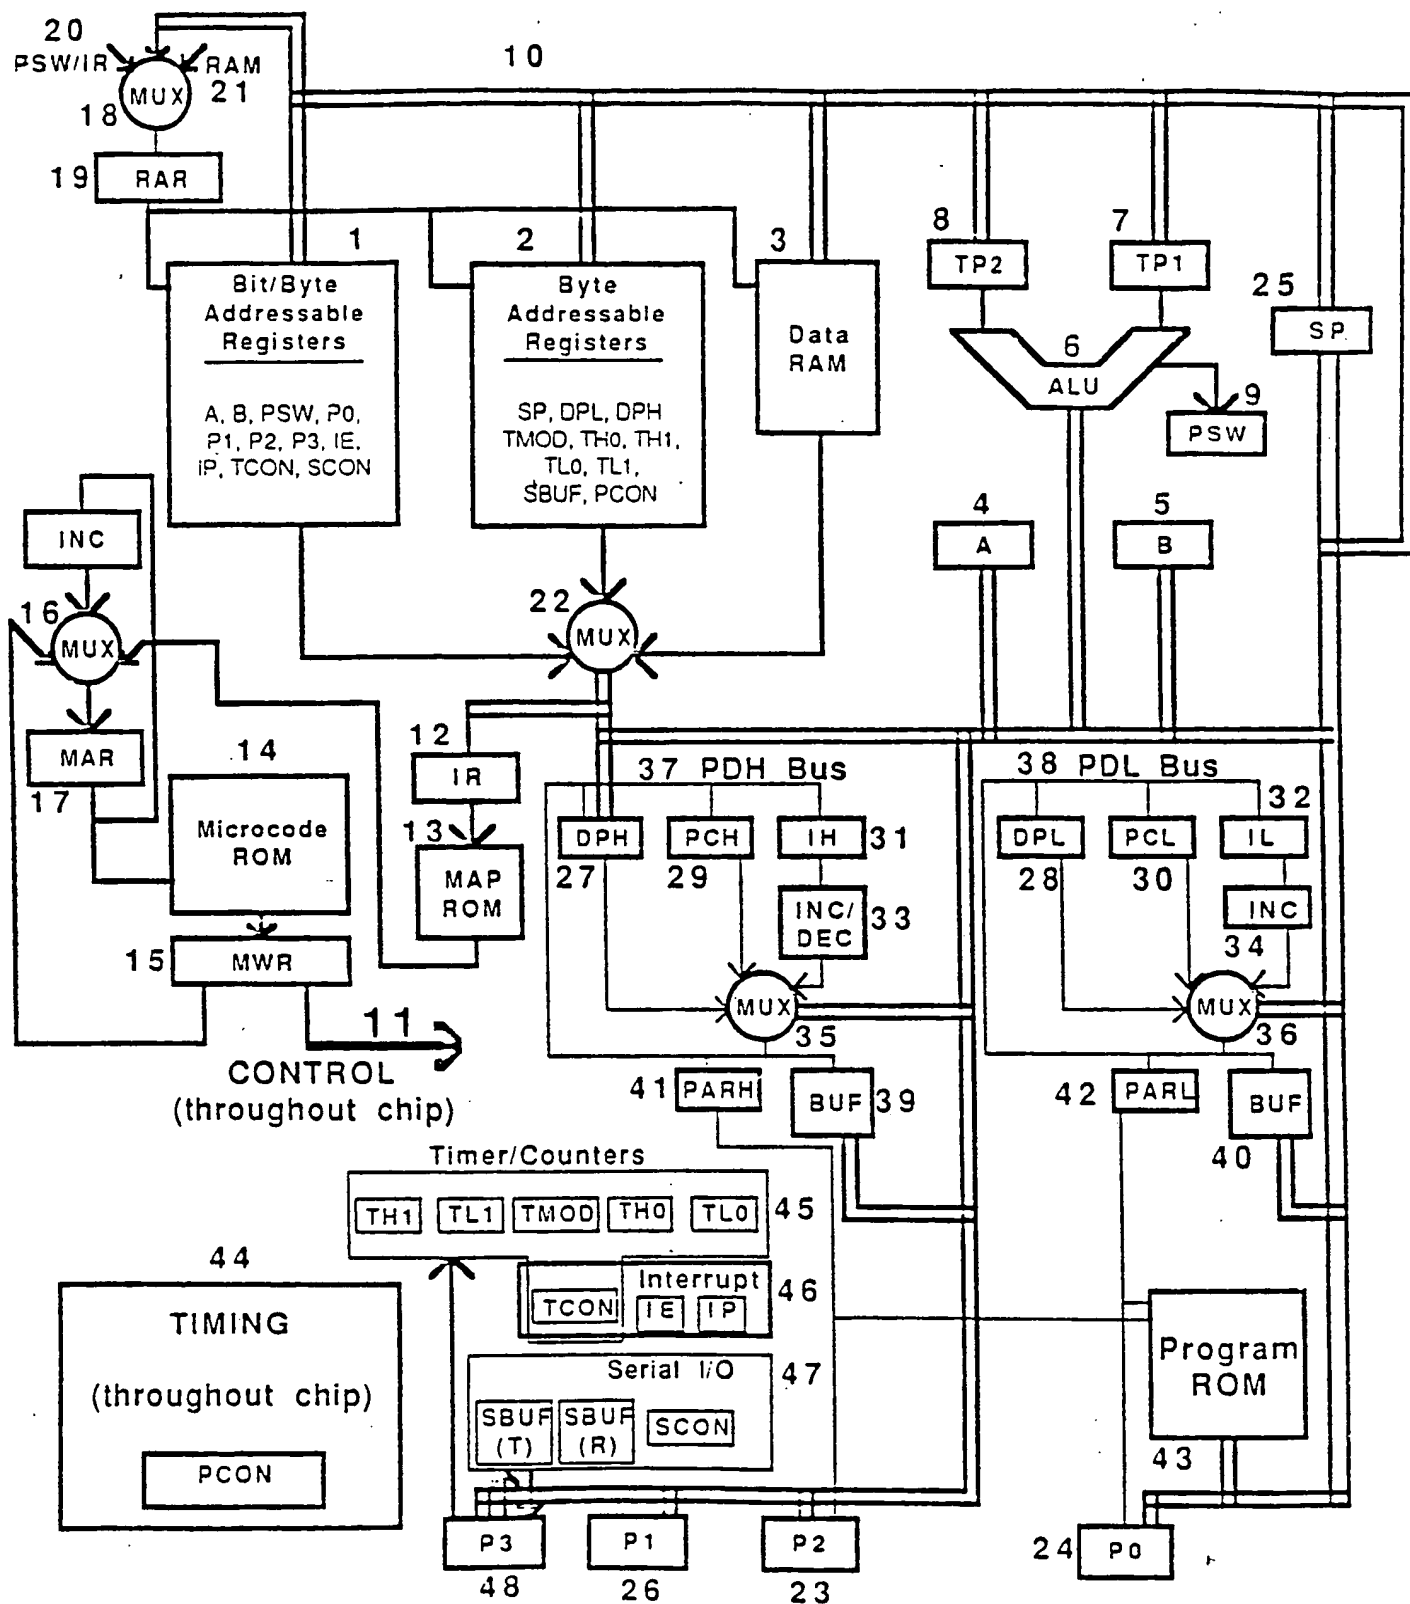 20
PSW/IR
RAM
21
MUX
18
10
19
RAR
1
2
3
8
7
TP2
TP1
25
SP
Bit/Byte
Addressable
Registers
A, B, PSW, P0,
P1, P2, P3, IE,
IP, TCON, SCON
Byte
Addressable
Registers
SP, DPL, DPH
TMOD, TH0, TH1,
TL0, TL1,
SBUF, PCON
Data
RAM
6
ALU
9
PSW
4
A
5
B
INC
16
MUX
22
MUX
MAR
17
14
Microcode
ROM
12
IR
13
MAP
ROM
15
MWR
11
CONTROL
(throughout chip)
37 PDH Bus
DPH
PCH
IH
31
27
29
INC/
DEC
33
MUX
35
41
PARH
BUF
39
38 PDL Bus
32
DPL
PCL
IL
28
30
INC
34
MUX
36
42
PARL
BUF
40
Timer/Counters
TH1
TL1
TMOD
TH0
TL0
45
Interrupt
46
TCON
IE
IP
Serial I/O
47
SBUF
(T)
SBUF
(R)
SCON
44
TIMING
(throughout chip)
PCON
Program
ROM
43
P3
P1
P2
24
P0
48
26
23